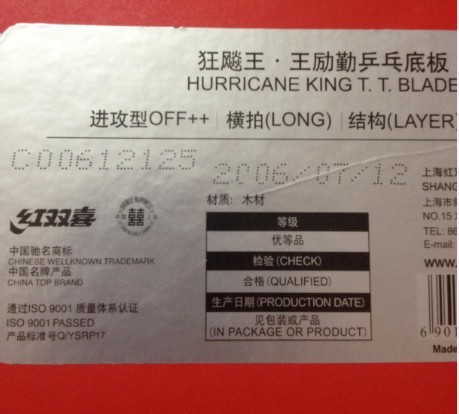 狂飚王·王励勤乒乓底板
HURRICANE KING T. T. BLADE
进攻型OFF++ | 横拍(LONG) | 结构(LAYER)
C00612125
2006/07/12
红双喜
中国驰名商标
CHINESE WELLKNOWN TRADEMARK
中国名牌产品
CHINA TOP BRAND
通过ISO 9001 质量体系认证
ISO 9001 PASSED
产品标准号Q/YSRP17
材质: 木材
等级
优等品
检验(CHECK)
合格(QUALIFIED)
生产日期(PRODUCTION DATE)
见包装或产品
(IN PACKAGE OR PRODUCT)
上海红双
SHANG
上海市
NO.15
TEL: 86
E-mail:
www.
6 901
Made